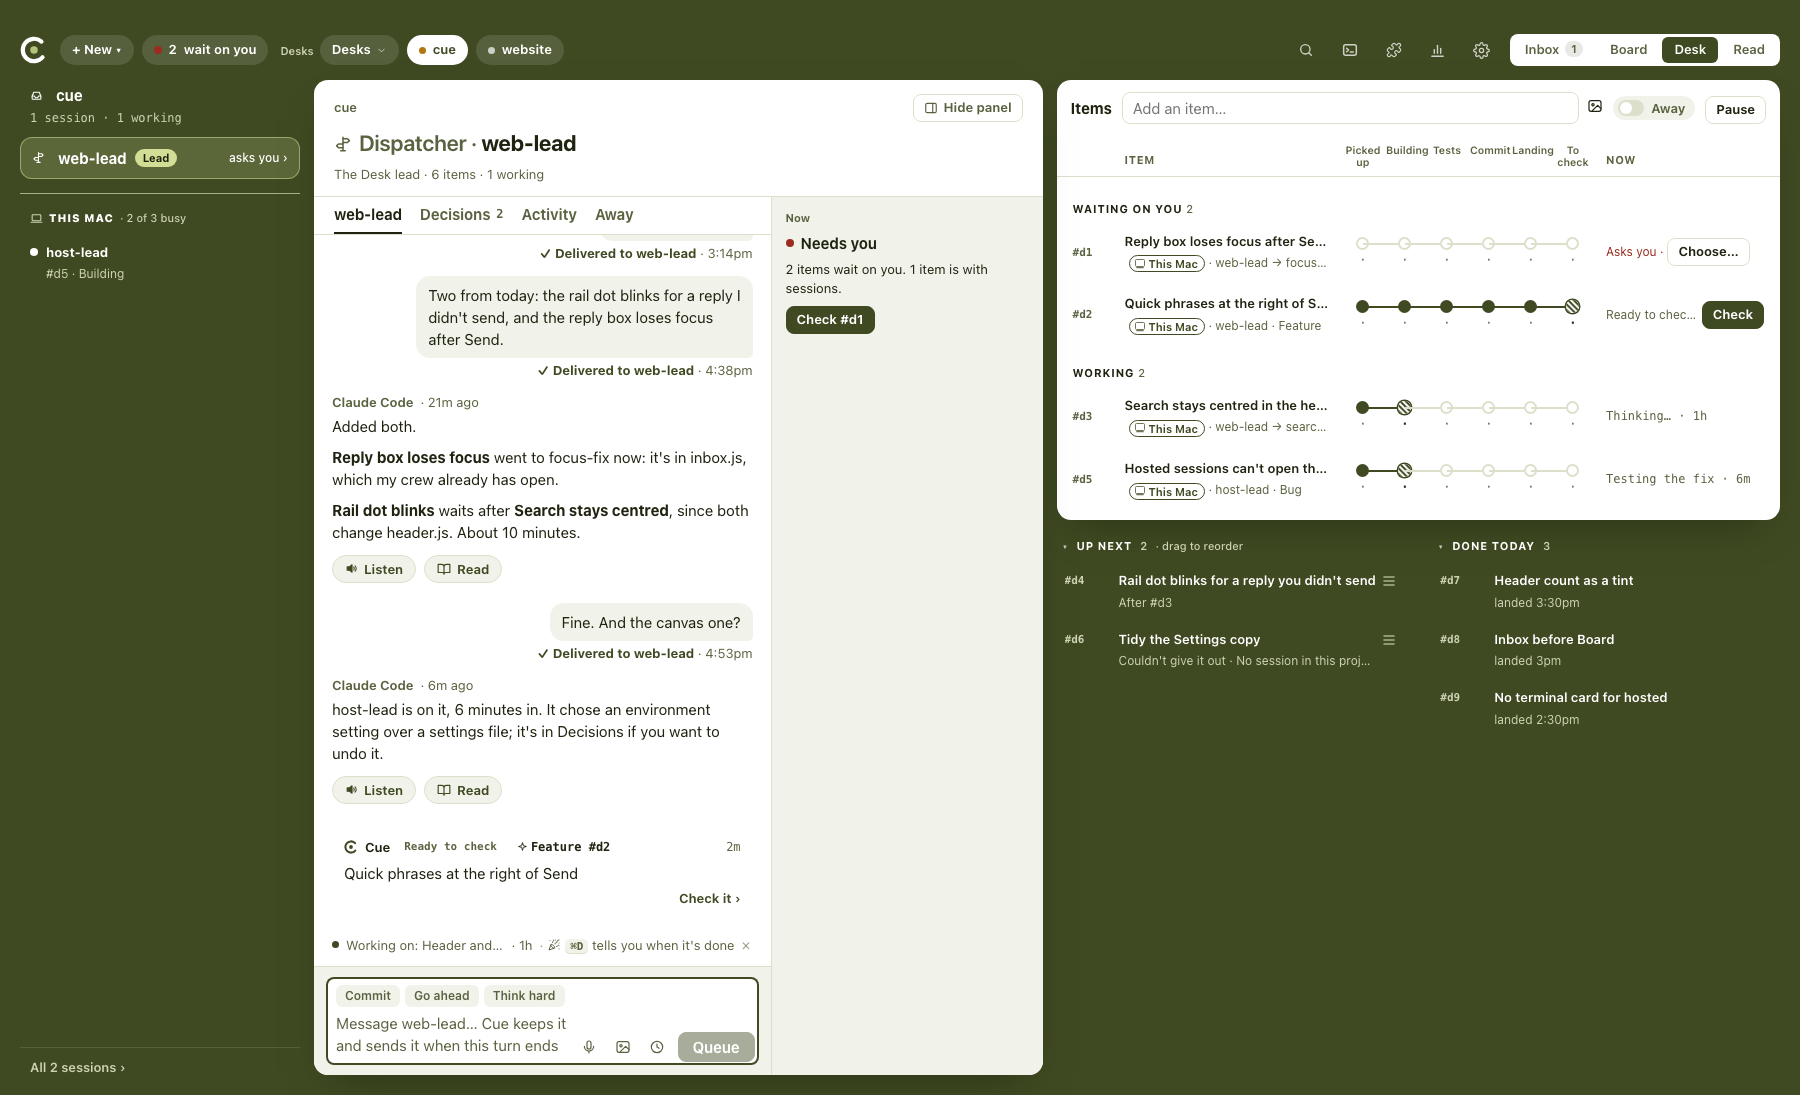 + New ▾
2 wait on you
Desks
Desks
cue
website
Inbox 1
Board
Desk
Read
cue
1 session · 1 working
web-lead Lead asks you ›
THIS MAC · 2 of 3 busy
host-lead
#d5 · Building
All 2 sessions ›
cue
Hide panel
Dispatcher · web-lead
The Desk lead · 6 items · 1 working
web-lead
Decisions 2
Activity
Away
✓ Delivered to web-lead · 3:14pm
Two from today: the rail dot blinks for a reply I
didn't send, and the reply box loses focus
after Send.
✓ Delivered to web-lead · 4:38pm
Claude Code · 21m ago
Added both.
Reply box loses focus went to focus-fix now: it's in inbox.js,
which my crew already has open.
Rail dot blinks waits after Search stays centred, since both
change header.js. About 10 minutes.
Listen
Read
Fine. And the canvas one?
✓ Delivered to web-lead · 4:53pm
Claude Code · 6m ago
host-lead is on it, 6 minutes in. It chose an environment
setting over a settings file; it's in Decisions if you want to
undo it.
Listen
Read
Cue Ready to check Feature #d2 2m
Quick phrases at the right of Send
Check it ›
Working on: Header and... · 1h · ⌘D tells you when it's done ×
Commit
Go ahead
Think hard
Message web-lead... Cue keeps it
and sends it when this turn ends
Queue
Now
Needs you
2 items wait on you. 1 item is with
sessions.
Check #d1
Items
Add an item...
Away
Pause
ITEM
Picked up
Building
Tests
Commit
Landing
To check
NOW
WAITING ON YOU 2
#d1
Reply box loses focus after Se...
This Mac · web-lead → focus...
Asks you ·
Choose...
#d2
Quick phrases at the right of S...
This Mac · web-lead · Feature
Ready to chec...
Check
WORKING 2
#d3
Search stays centred in the he...
This Mac · web-lead → searc...
Thinking… · 1h
#d5
Hosted sessions can't open th...
This Mac · host-lead · Bug
Testing the fix · 6m
UP NEXT 2 · drag to reorder
#d4
Rail dot blinks for a reply you didn't send
After #d3
#d6
Tidy the Settings copy
Couldn't give it out · No session in this proj...
DONE TODAY 3
#d7
Header count as a tint
landed 3:30pm
#d8
Inbox before Board
landed 3pm
#d9
No terminal card for hosted
landed 2:30pm